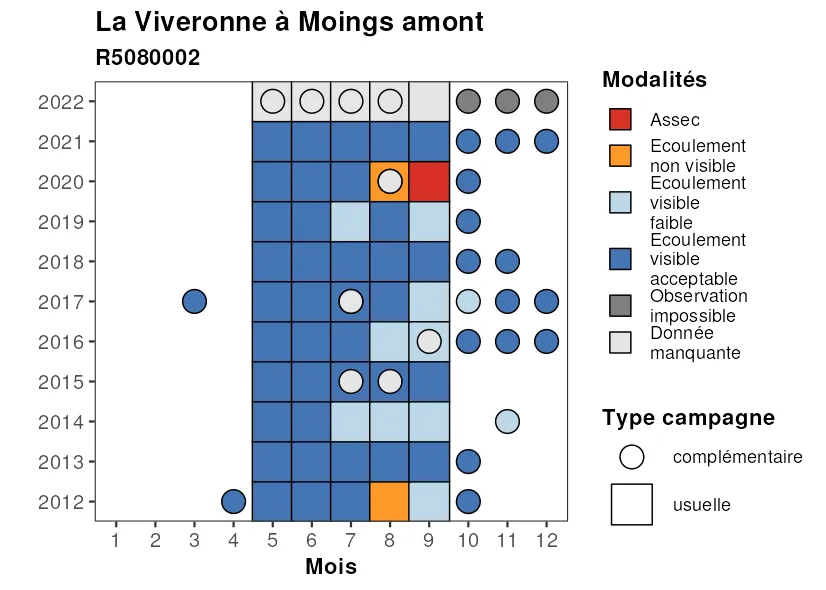 La Viveronne à Moings amont
R5080002
2022
2021
2020
2019
2018
2017
2016
2015
2014
2013
2012
1 2 3 4 5 6 7 8 9 10 11 12
Mois
Modalités
Assec
Ecoulement
non visible
Ecoulement
visible
faible
Ecoulement
visible
acceptable
Observation
impossible
Donnée
manquante
Type campagne
complémentaire
usuelle